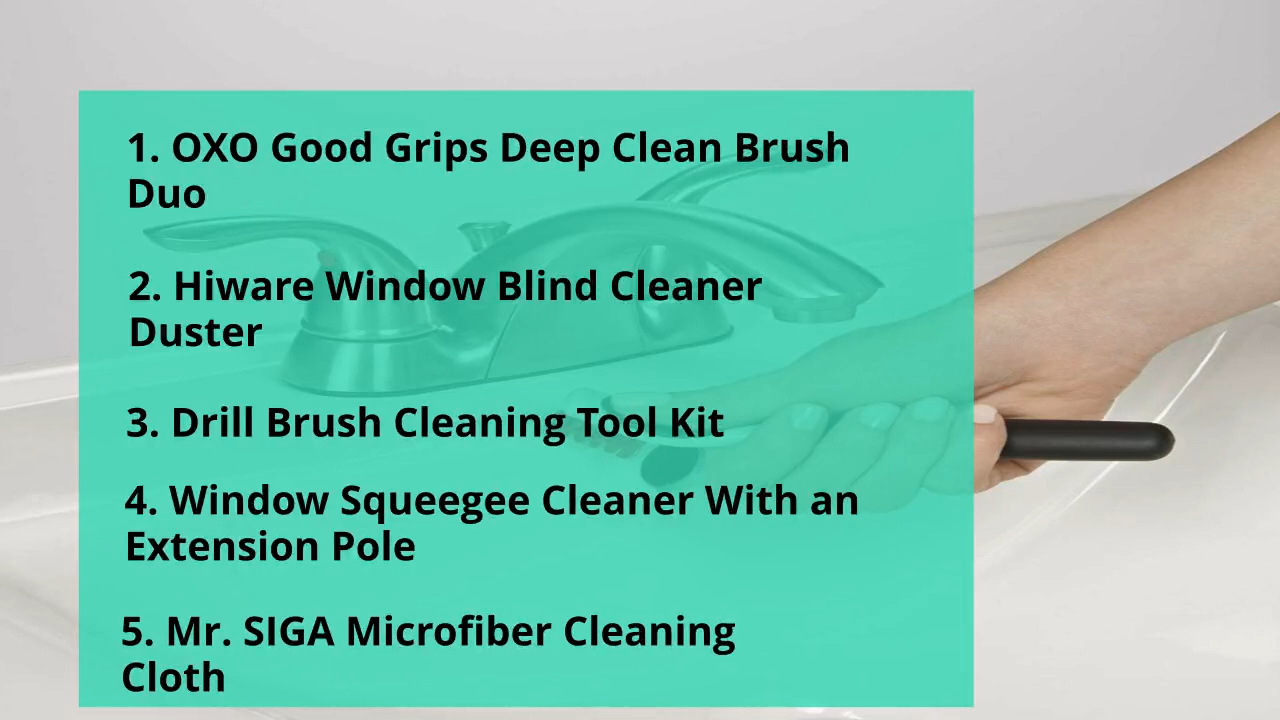 1. OXO Good Grips Deep Clean Brush
Duo
2. Hiware Window Blind Cleaner
Duster
3. Drill Brush Cleaning Tool Kit
4. Window Squeegee Cleaner With an
Extension Pole
5. Mr. SIGA Microfiber Cleaning
Cloth